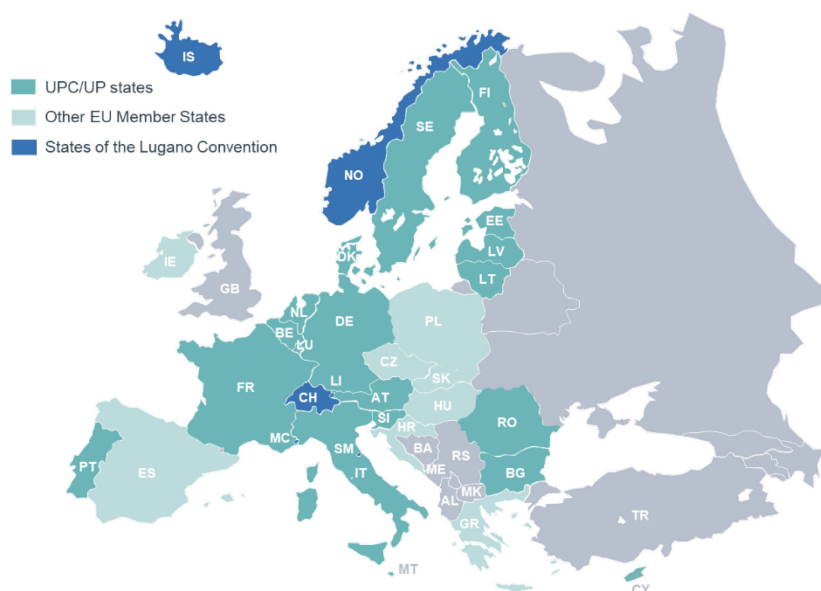 IS
UPC/UP states
Other EU Member States
States of the Lugano Convention
FI
SE
NO
EE
LV
LT
DK
IE
GB
NL
BE
LU
DE
PL
CZ
SK
FR
LI
CH
AT
HU
SI
HR
RO
MC
SM
IT
BA
RS
ME
BG
PT
ES
MK
AL
GR
TR
MT
CY